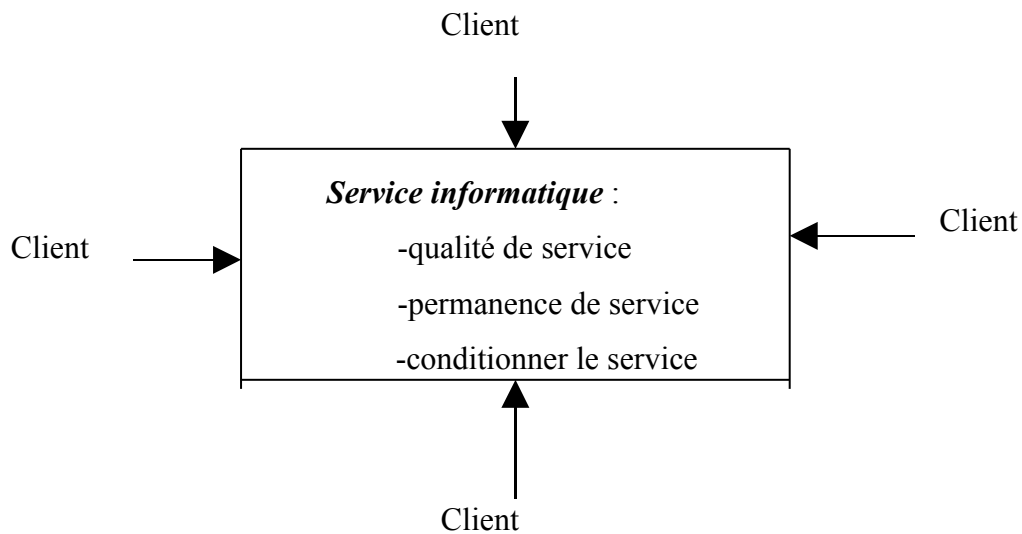 Client
Service informatique :
Client
-qualité de service
Client
-permanence de service
-conditionner le service
Client